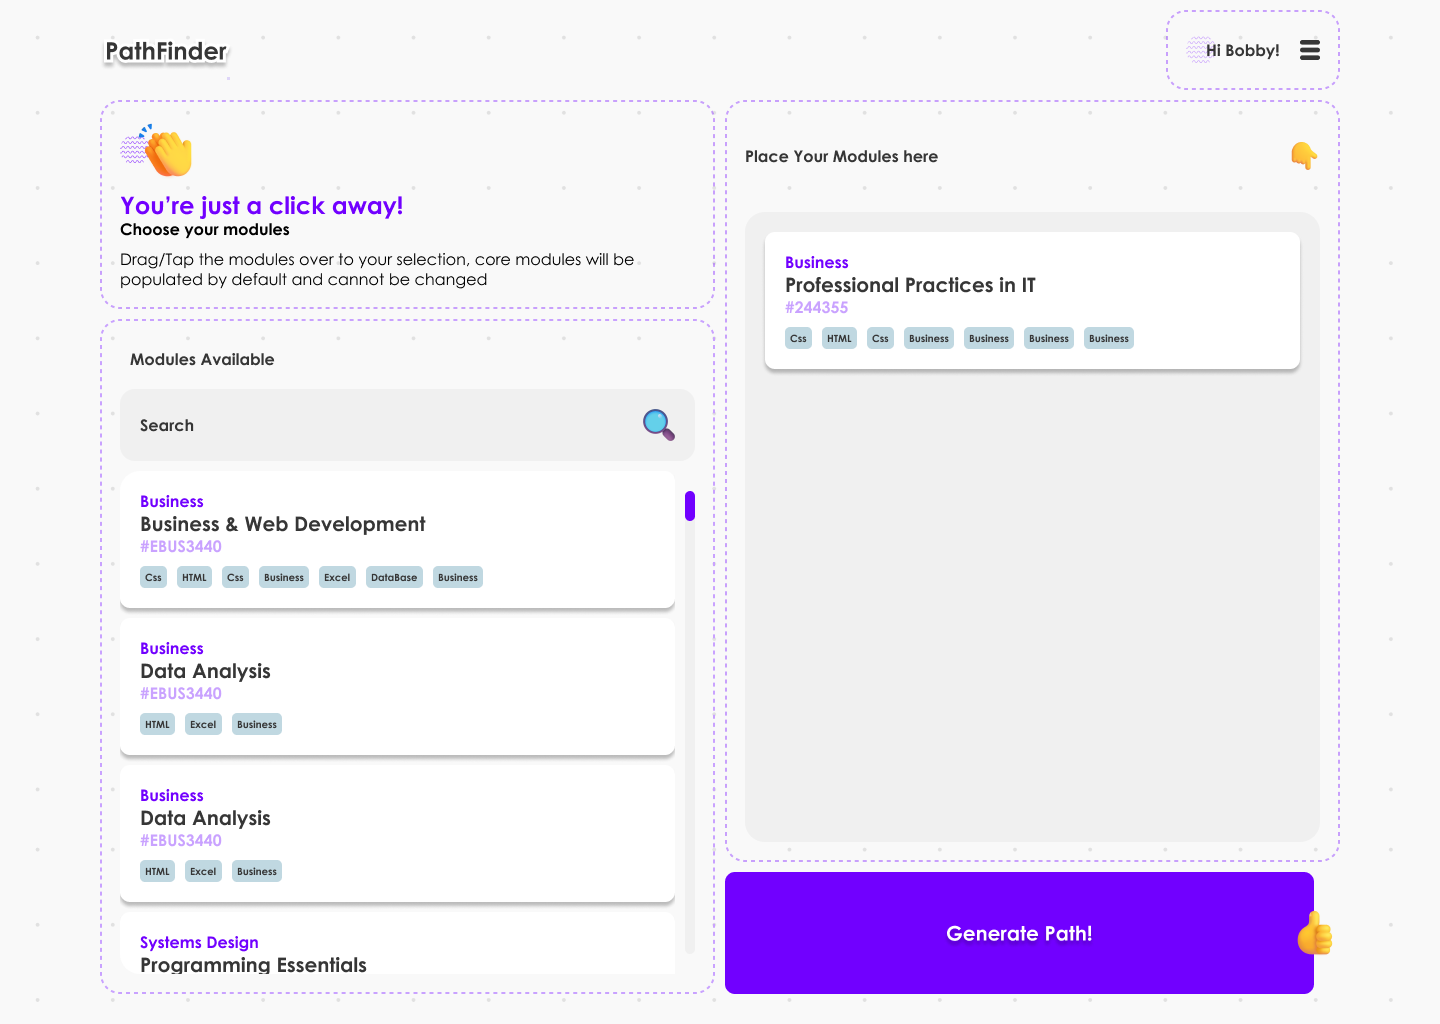 PathFinder
Hi Bobby!
You’re just a click away!
Choose your modules
Drag/Tap the modules over to your selection, core modules will be
populated by default and cannot be changed
Modules Available
Search
Business
Business & Web Development
#EBUS3440
Css HTML Css Business Excel DataBase Business
Business
Data Analysis
#EBUS3440
HTML Excel Business
Business
Data Analysis
#EBUS3440
HTML Excel Business
Systems Design
Programming Essentials
Place Your Modules here
Business
Professional Practices in IT
#244355
Css HTML Css Business Business Business Business
Generate Path!